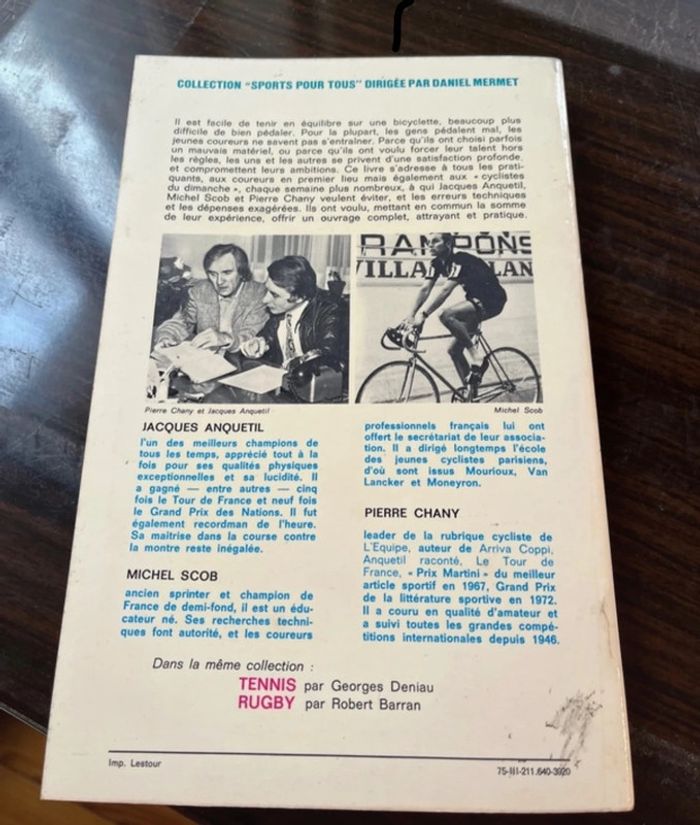 COLLECTION "SPORTS POUR TOUS" DIRIGÉE PAR DANIEL MERMET
Il est facile de tenir en équilibre sur une bicyclette, beaucoup plus
difficile de bien pédaler. Pour la plupart, les gens pédalent mal, les
jeunes coureurs ne savent pas s'entraîner. Parce qu'ils ont choisi parfois
un mauvais matériel, ou parce qu'ils ont voulu forcer leur talent hors
les règles, les uns et les autres se privent d'une satisfaction profonde,
et compromettent leurs ambitions. Ce livre s'adresse à tous les prati-
quants, aux coureurs en premier lieu mais également aux « cyclistes
du dimanche », chaque semaine plus nombreux, à qui Jacques Anquetil,
Michel Scob et Pierre Chany veulent éviter, et les erreurs techniques
et les dépenses exagérées. Ils ont voulu, mettant en commun la somme
de leur expérience, offrir un ouvrage complet, attrayant et pratique.
RAMPONS
VILLA LAN
Pierre Chany et Jacques Anquetil
Michel Scob
JACQUES ANQUETIL
l'un des meilleurs champions de
tous les temps, apprécié tout à la
fois pour ses qualités physiques
exceptionnelles et sa lucidité. Il
a gagné — entre autres — cinq
fois le Tour de France et neuf fois
le Grand Prix des Nations. Il fut
également recordman de l'heure.
Sa maîtrise dans la course contre
la montre reste inégalée.
MICHEL SCOB
ancien sprinter et champion de
France de demi-fond, il est un édu-
cateur né. Ses recherches techni-
ques font autorité, et les coureurs
professionnels français lui ont
offert le secrétariat de leur associa-
tion. Il a dirigé longtemps l'école
des jeunes cyclistes parisiens,
d'où sont issus Mourioux, Van
Lancker et Moneyron.
PIERRE CHANY
leader de la rubrique cycliste de
L'Equipe, auteur de Arriva Coppi,
Anquetil raconté, Le Tour de
France, « Prix Martini » du meilleur
article sportif en 1967, Grand Prix
de la littérature sportive en 1972.
Il a couru en qualité d'amateur et
a suivi toutes les grandes compé-
titions internationales depuis 1946.
Dans la même collection :
TENNIS par Georges Deniau
RUGBY par Robert Barran
Imp. Lestour
75-III-211.640-3920